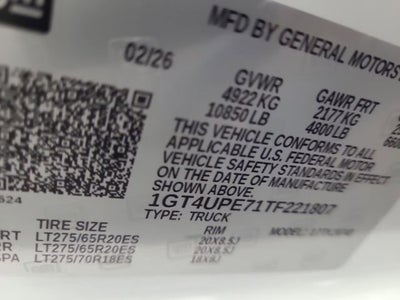 MFD BY GENERAL MOTORS
02/26
GVWR
4922 KG
10850 LB
GAWR FRT
2177 KG
4800 LB
THIS VEHICLE CONFORMS TO ALL
APPLICABLE U.S. FEDERAL MOTOR
VEHICLE SAFETY STANDARDS IN EFFECT
ON THE DATE OF MANUFACTURE
SHOWN ABOVE.
1GT4UPE71TF221807
TYPE: TRUCK
TIRE SIZE
RIM
LT275/65R20ES
20X8.5J
RR
LT275/65R20ES
20X8.5J
SPA
LT275/70R18ES
18X8J